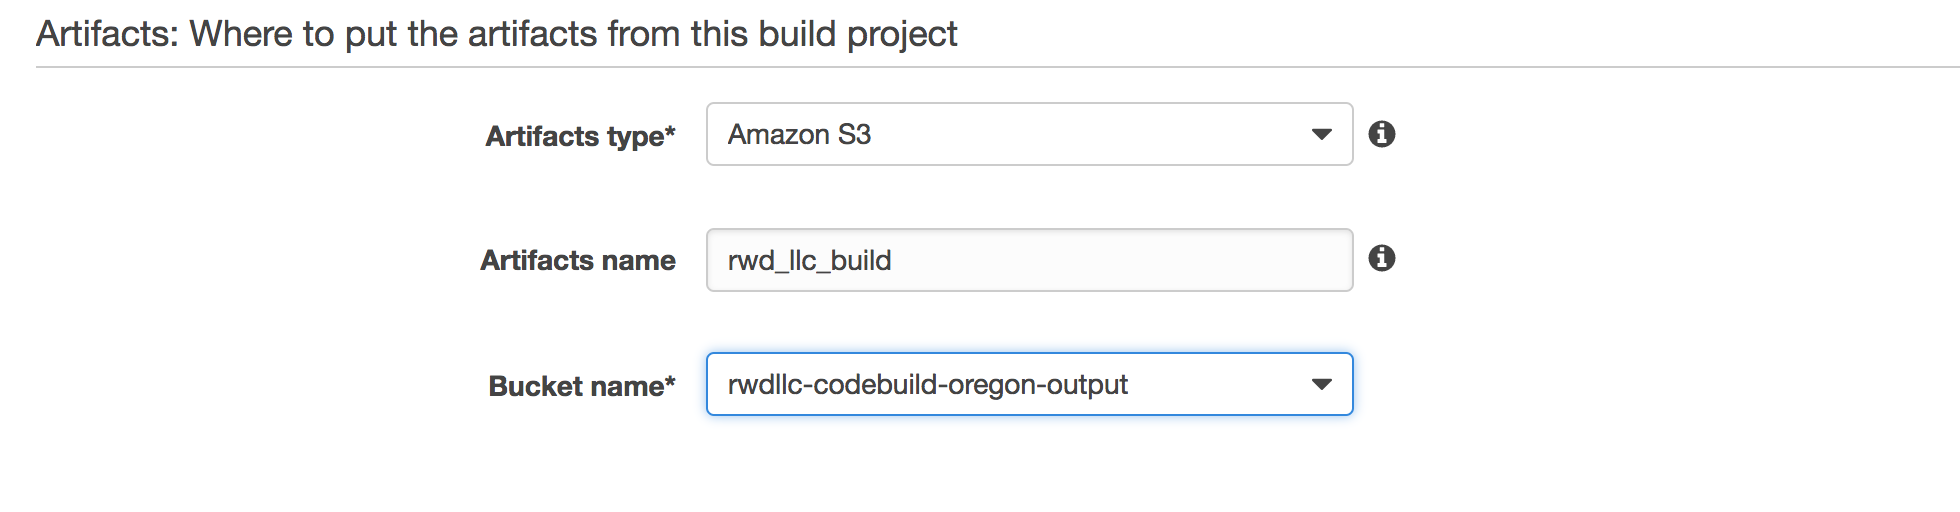 Artifacts: Where to put the artifacts from this build project
Artifacts type* Amazon S3
Artifacts name rwd_llc_build
Bucket name* rwdllc-codebuild-oregon-output